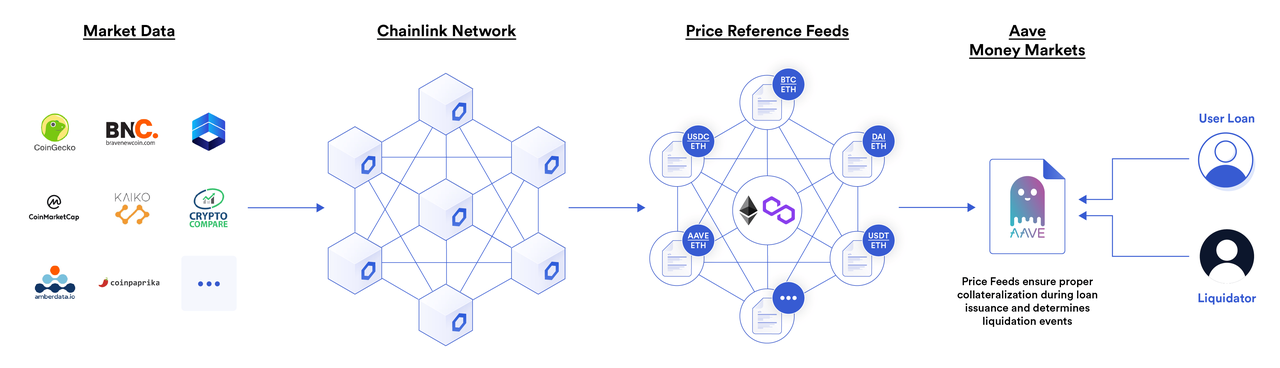 Market Data
CoinGecko
BNC.
bravenewcoin.com
CoinMarketCap
KAIKO
CRYPTO
COMPARE
amberdata.io
coinpaprika
Chainlink Network
Price Reference Feeds
BTC
ETH
USDC
ETH
DAI
ETH
AAVE
ETH
USDT
ETH
Aave
Money Markets
AAVE
Price Feeds ensure proper
collateralization during loan
issuance and determines
liquidation events
User Loan
Liquidator